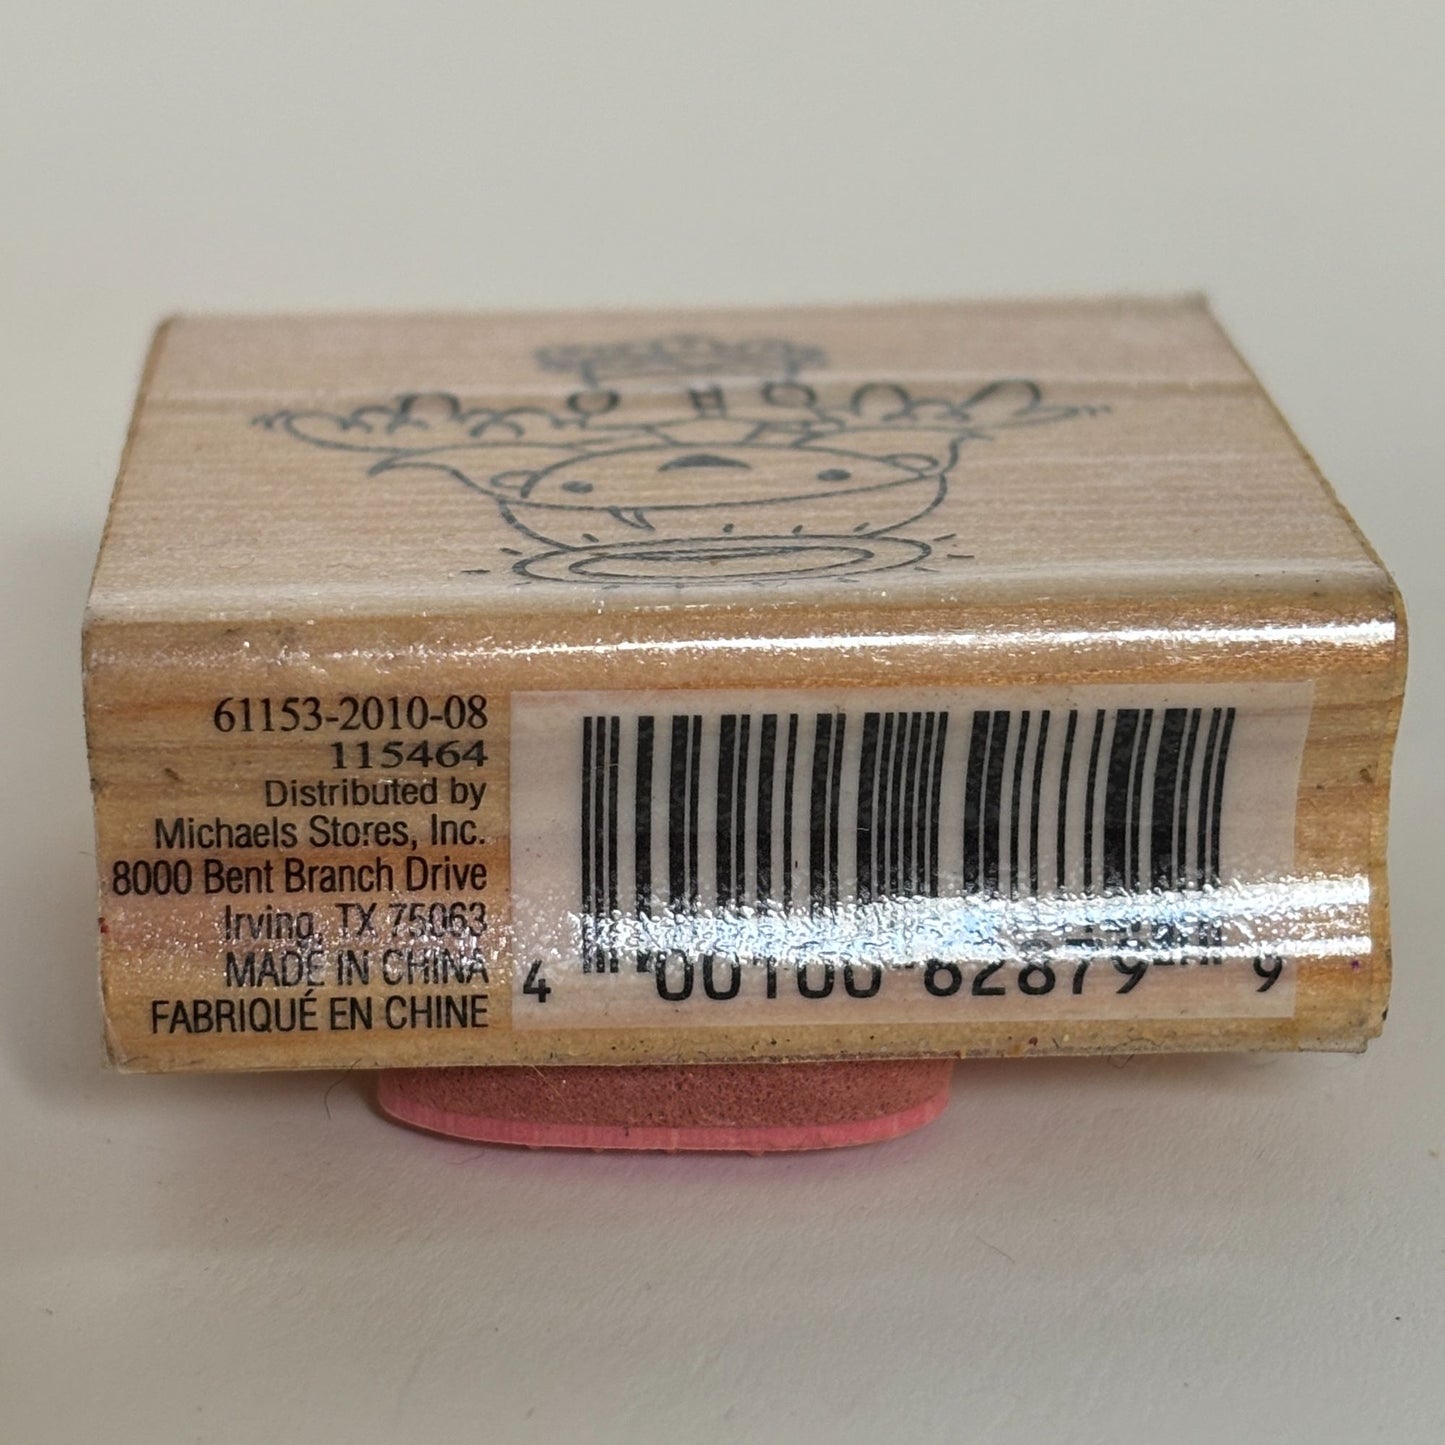 61153-2010-08
115464
Distributed by
Michaels Stores, Inc.
8000 Bent Branch Drive
Irving, TX 75063
MADE IN CHINA
FABRIQUÉ EN CHINE
4 00100 62879 9